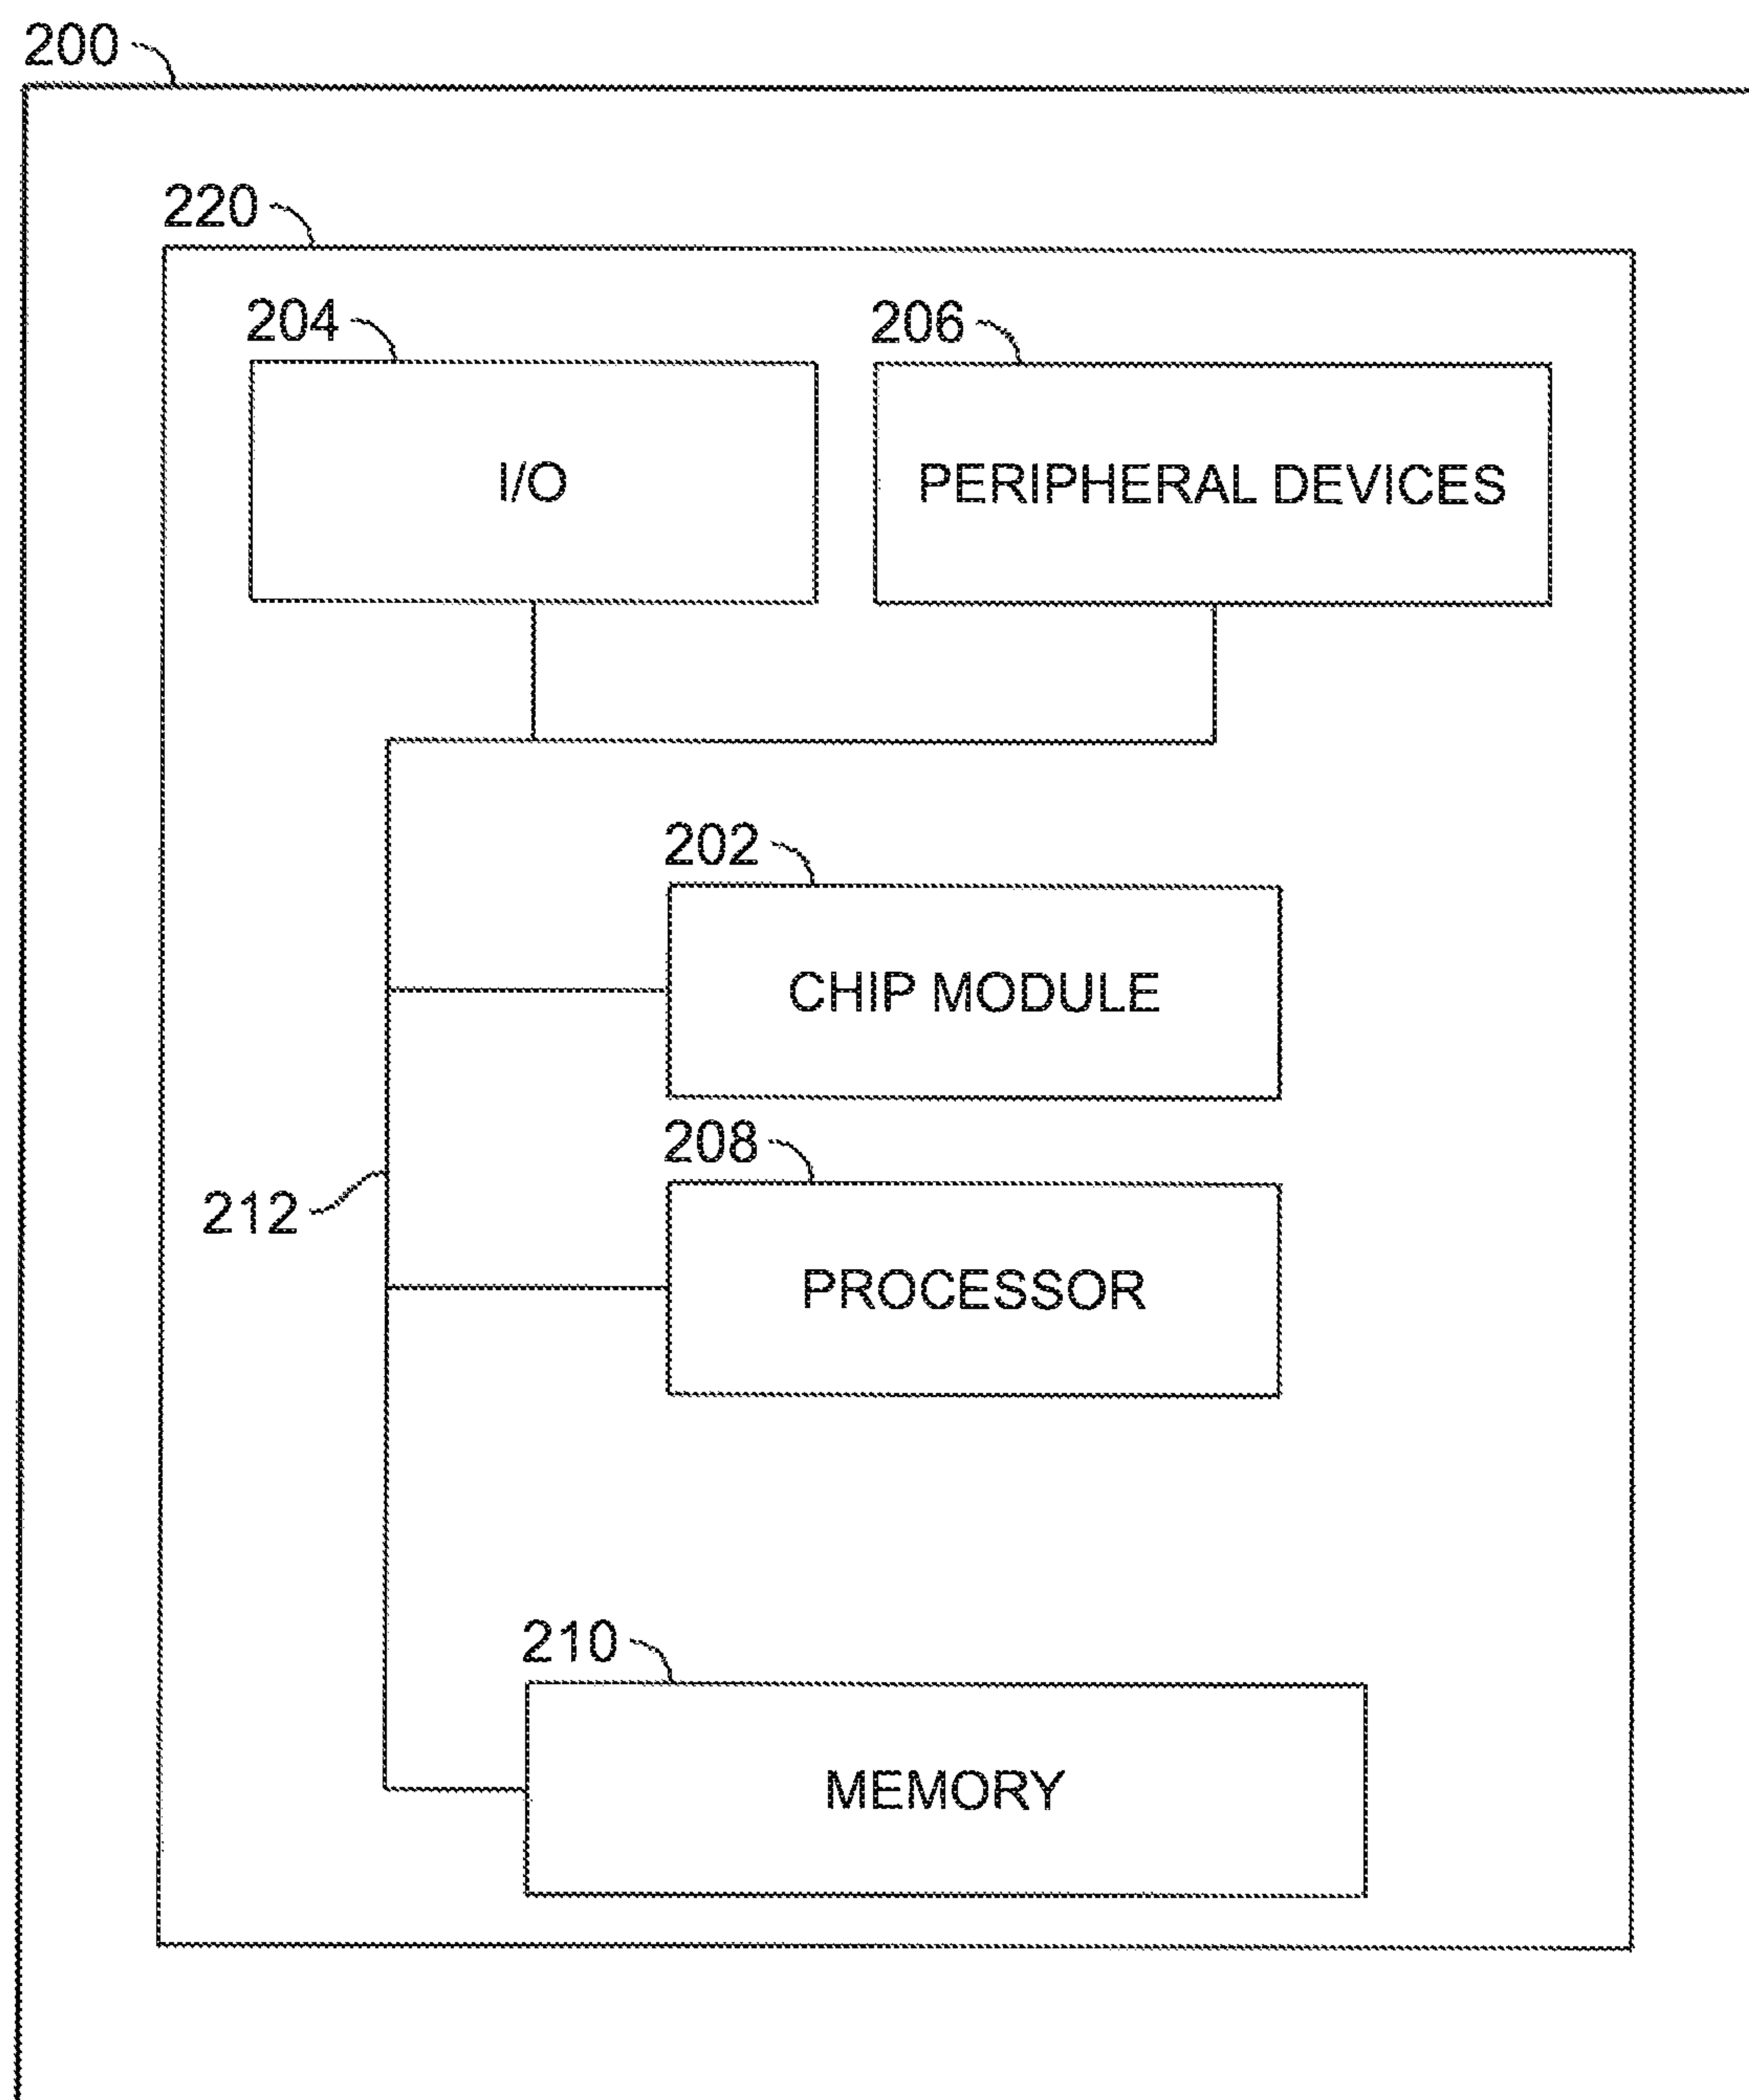 200
220
204
206
I/O
PERIPHERAL DEVICES
202
CHIP MODULE
208
212
PROCESSOR
210
MEMORY